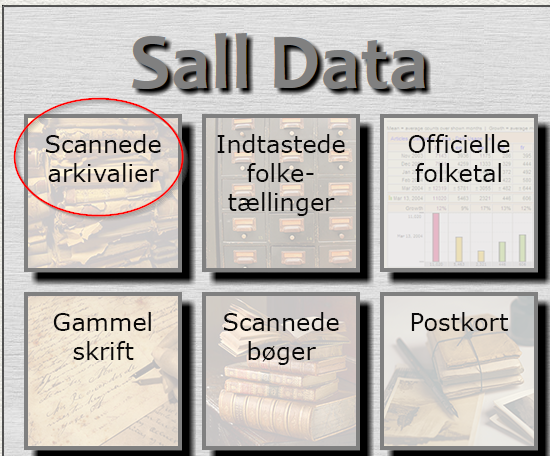 Sall Data
Scannede
arkivalier
Indtastede
folke-
tællinger
Officielle
folketal
Gammel
skrift
Scannede
bøger
Postkort